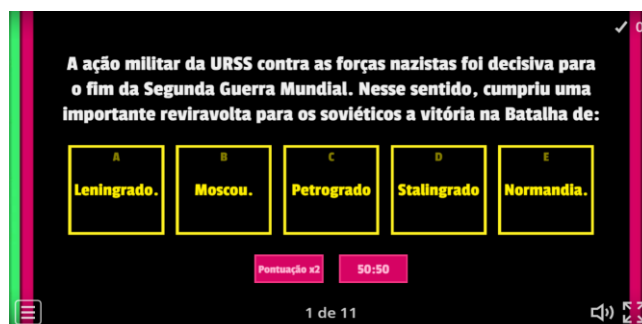 0
A ação militar da URSS contra as forças nazistas foi decisiva para
o fim da Segunda Guerra Mundial. Nesse sentido, cumpriu uma
importante reviravolta para os soviéticos a vitória na Batalha de:
A B C D E
Leningrado. Moscou. Petrogrado Stalingrado Normandia.
Pontuação x2 50:50
1 de 11